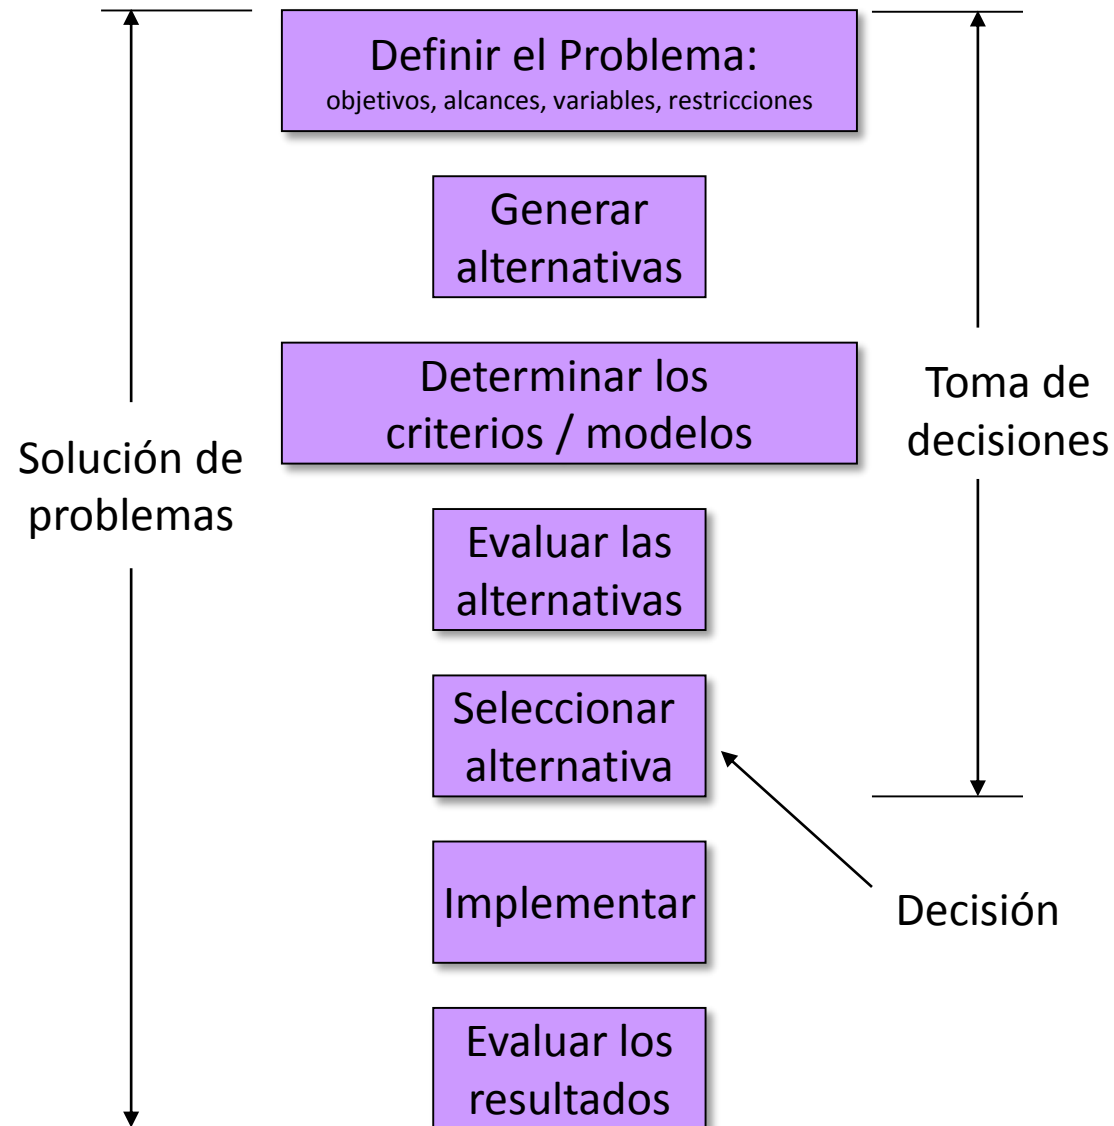 Definir el Problema:
objetivos, alcances, variables, restricciones
Generar
alternativas
Determinar los
criterios / modelos
Toma de
decisiones
Solución de
problemas
Evaluar las
alternativas
Seleccionar
alternativa
Implementar
Decisión
Evaluar los
resultados